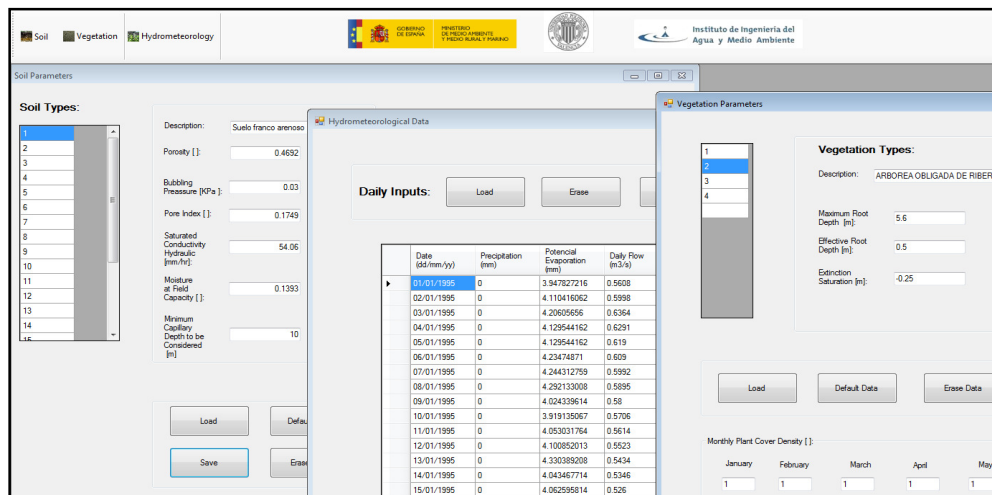 Soil Vegetation Hydrometeorology
GOBIERNO DE ESPAÑA
MINISTERIO
DE MEDIO AMBIENTE
Y MEDIO RURAL Y MARINO
Instituto de Ingeniería del
Agua y Medio Ambiente
Soil Parameters
Soil Types:
1
2
3
4
5
6
7
8
9
10
11
12
13
14
15
Description: Suelo franco arenoso
Porosity [ ]: 0.4692
Bubbling
Preassure [KPa ]: 0.03
Pore Index [ ]: 0.1749
Saturated
Conductivity
Hydraulic
[mm/hr]: 54.06
Moisture
at Field
Capacity [ ]: 0.1393
Minimum
Capillary
Depth to be
Considered
[m] 10
Load Defau
Save Erase
Hydrometeorological Data
Daily Inputs: Load Erase
Date (dd/mm/yy) Precipitation (mm) Potencial Evaporation (mm) Daily Flow (m3/s)
01/01/1995 0 3.947827216 0.5608
02/01/1995 0 4.110416062 0.5998
03/01/1995 0 4.20605656 0.6364
04/01/1995 0 4.129544162 0.6291
05/01/1995 0 4.129544162 0.619
06/01/1995 0 4.23474871 0.609
07/01/1995 0 4.244312759 0.5992
08/01/1995 0 4.292133008 0.5895
09/01/1995 0 4.024339614 0.58
10/01/1995 0 3.919135067 0.5706
11/01/1995 0 4.053031764 0.5614
12/01/1995 0 4.100852013 0.5523
13/01/1995 0 4.330389208 0.5434
14/01/1995 0 4.043467714 0.5346
15/01/1995 0 4.062595814 0.526
Vegetation Parameters
1
2
3
4
Vegetation Types:
Description: ARBOREA OBLIGADA DE RIBER
Maximum Root
Depth [m]: 5.6
Effective Root
Depth [m]: 0.5
Extinction
Saturation [m]: -0.25
Load Default Data Erase Data
Monthly Plant Cover Density [ ]:
January February March April May
1 1 1 1 1